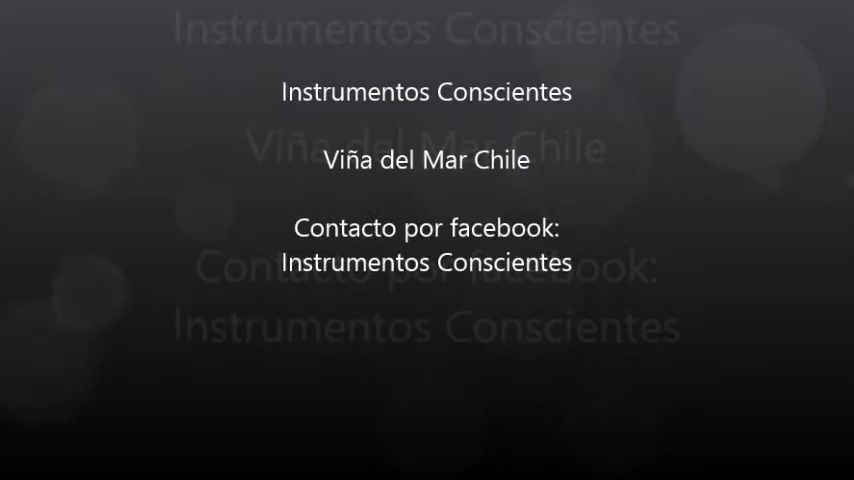 Instrumentos Conscientes
Viña del Mar Chile
Contacto por facebook:
Instrumentos Conscientes